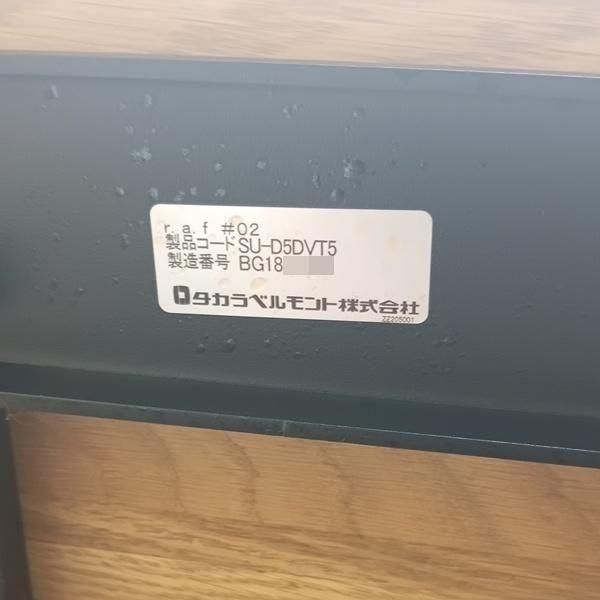 r.a.f #02
製品コード SU-D5DVT5
製造番号 BG18
タカラベルモント株式会社
ZZ205001